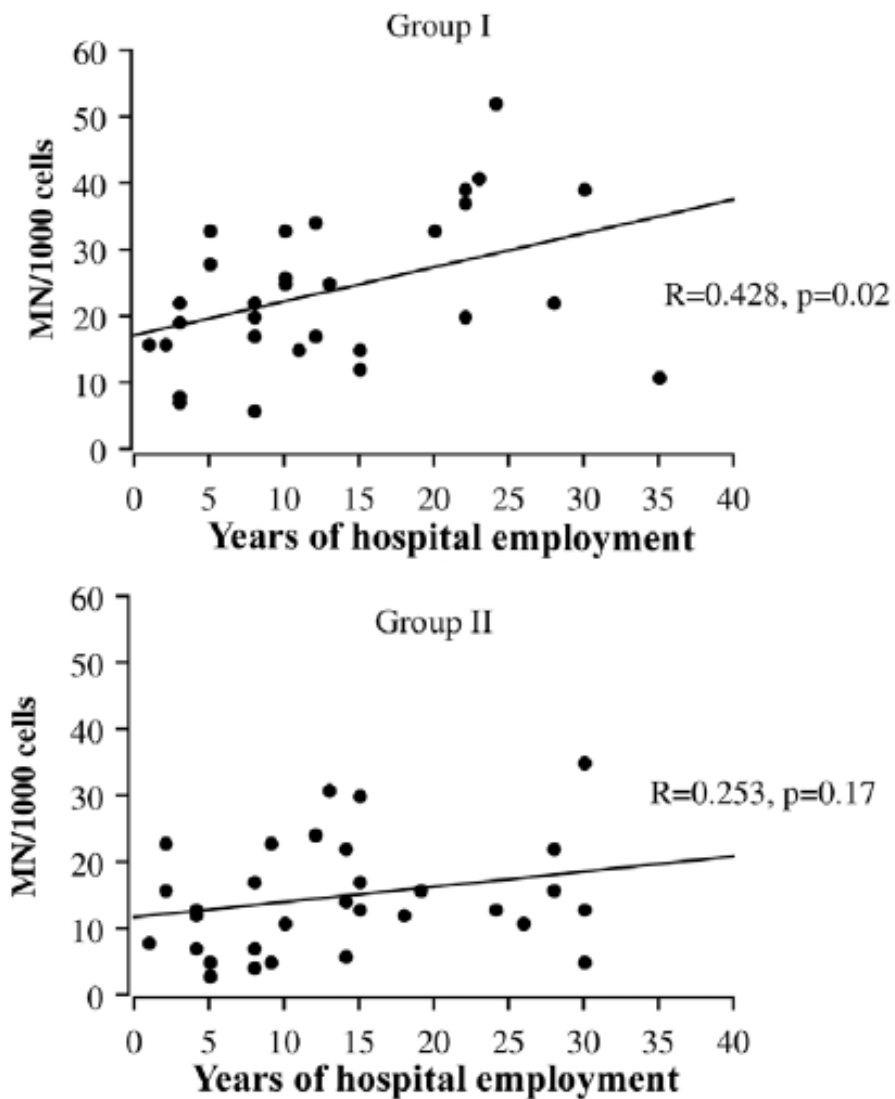 Group I
60
50
40
30
20
10
0
MN/1000 cells
R=0.428, p=0.02
0 5 10 15 20 25 30 35 40
Years of hospital employment
Group II
60
50
40
30
20
10
0
MN/1000 cells
R=0.253, p=0.17
0 5 10 15 20 25 30 35 40
Years of hospital employment